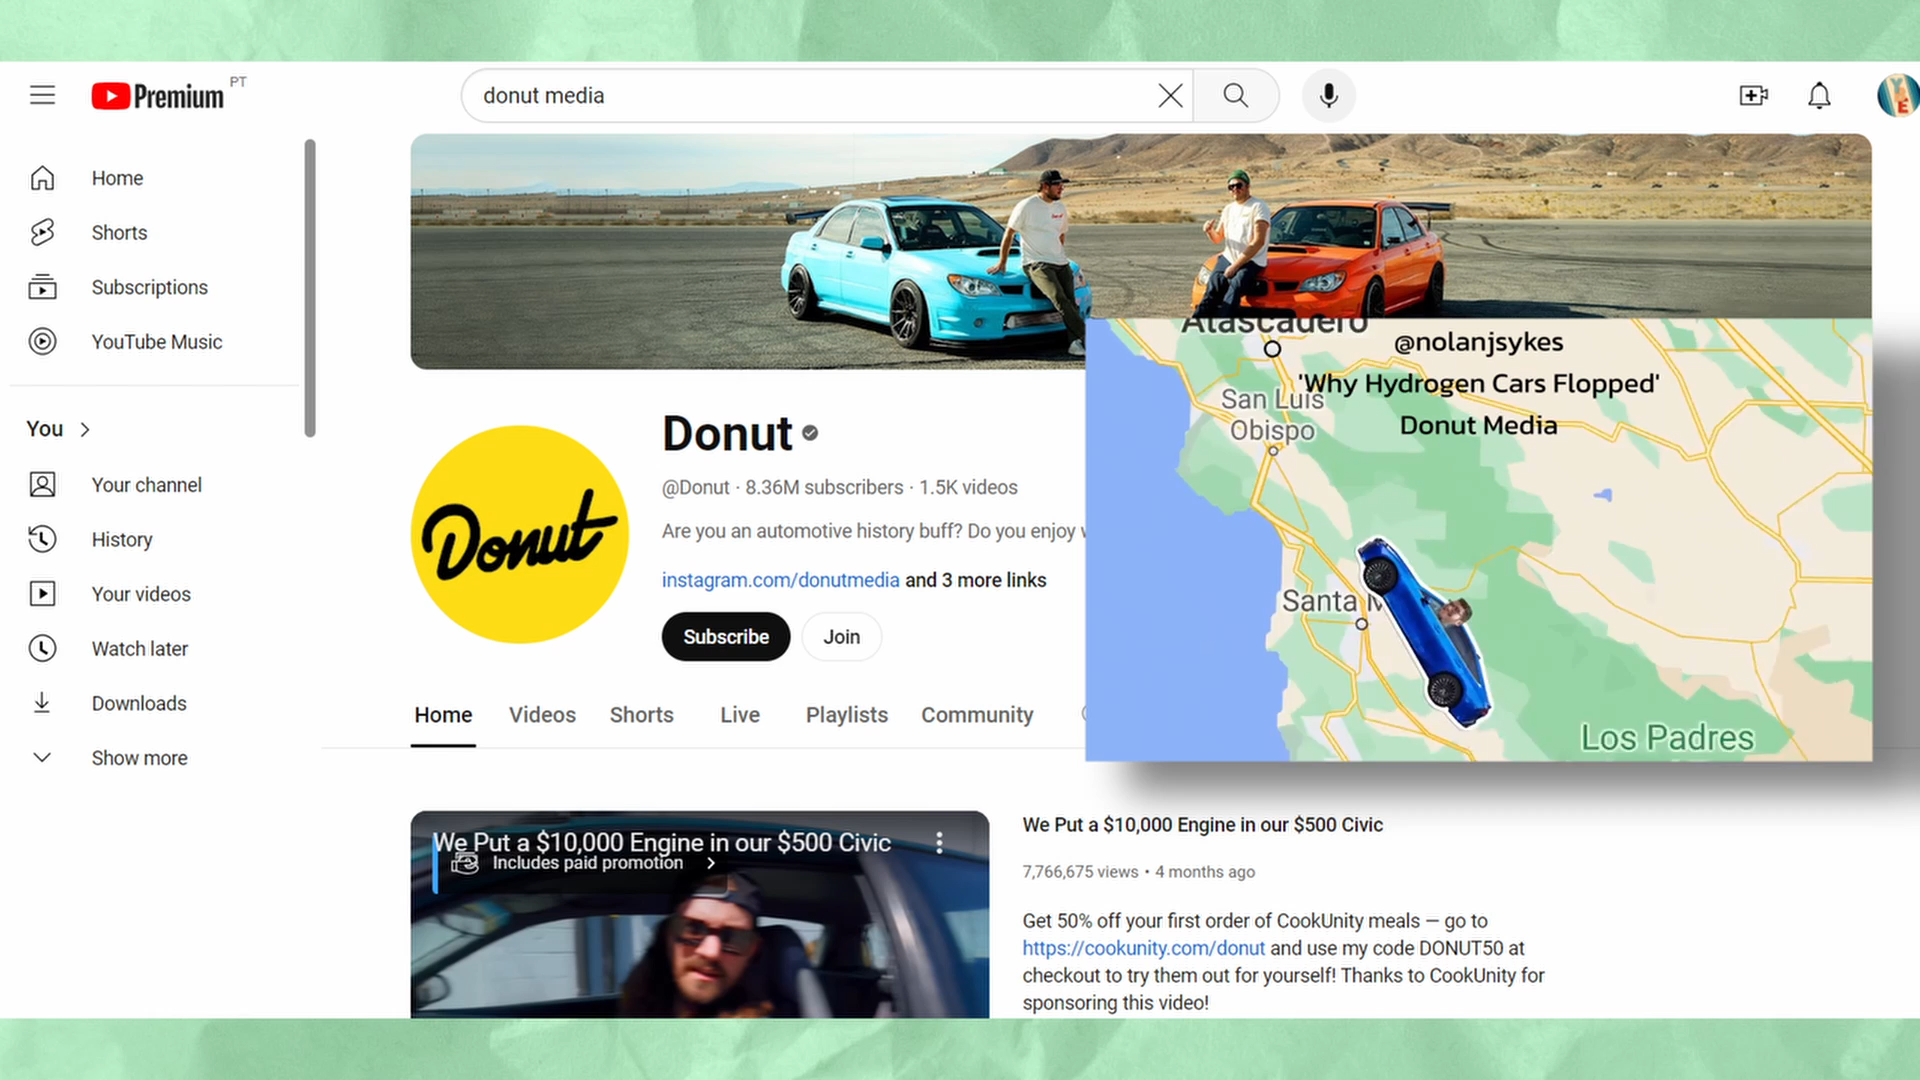 Premium
PT
donut media
Home
Shorts
Subscriptions
YouTube Music
You
Your channel
History
Your videos
Watch later
Downloads
Show more
Donut
Donut
@Donut · 8.36M subscribers · 1.5K videos
Are you an automotive history buff? Do you enjoy
instagram.com/donutmedia and 3 more links
Subscribe
Join
Home
Videos
Shorts
Live
Playlists
Community
Atascadero
@nolanjsykes
'Why Hydrogen Cars Flopped'
Donut Media
San Luis
Obispo
Santa M
Los Padres
We Put a $10,000 Engine in our $500 Civic
Includes paid promotion
We Put a $10,000 Engine in our $500 Civic
7,766,675 views • 4 months ago
Get 50% off your first order of CookUnity meals — go to
https://cookunity.com/donut and use my code DONUT50 at
checkout to try them out for yourself! Thanks to CookUnity for
sponsoring this video!